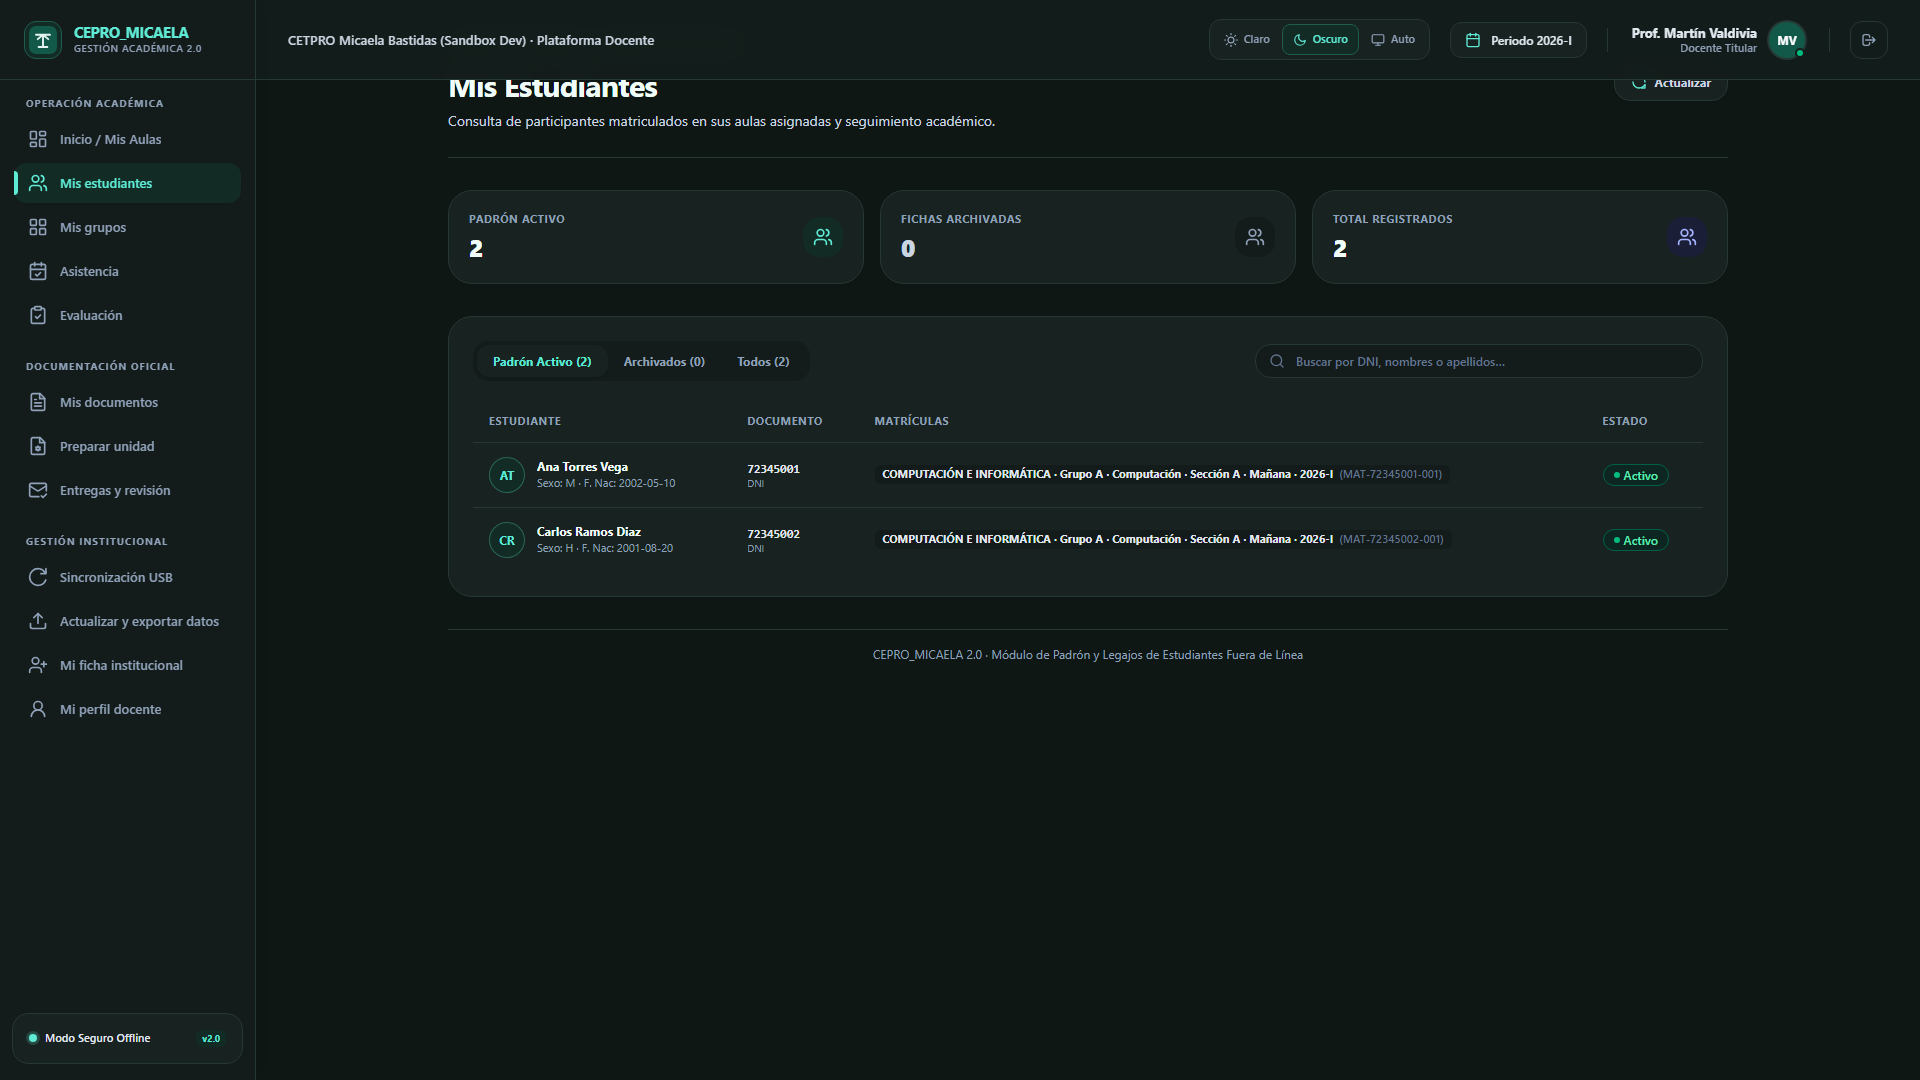 CEPRO_MICAELA
GESTIÓN ACADÉMICA 2.0
CETPRO Micaela Bastidas (Sandbox Dev) · Plataforma Docente
Claro
Oscuro
Auto
Periodo 2026-I
Prof. Martín Valdivia
Docente Titular
MV
OPERACIÓN ACADÉMICA
Inicio / Mis Aulas
Mis estudiantes
Mis grupos
Asistencia
Evaluación
DOCUMENTACIÓN OFICIAL
Mis documentos
Preparar unidad
Entregas y revisión
GESTIÓN INSTITUCIONAL
Sincronización USB
Actualizar y exportar datos
Mi ficha institucional
Mi perfil docente
Modo Seguro Offline
v2.0
Mis Estudiantes
Actualizar
Consulta de participantes matriculados en sus aulas asignadas y seguimiento académico.
PADRÓN ACTIVO
2
FICHAS ARCHIVADAS
0
TOTAL REGISTRADOS
2
Padrón Activo (2)
Archivados (0)
Todos (2)
Buscar por DNI, nombres o apellidos...
ESTUDIANTE
DOCUMENTO
MATRÍCULAS
ESTADO
AT
Ana Torres Vega
Sexo: M · F. Nac: 2002-05-10
72345001
DNI
COMPUTACIÓN E INFORMÁTICA · Grupo A · Computación · Sección A · Mañana · 2026-I (MAT-72345001-001)
Activo
CR
Carlos Ramos Diaz
Sexo: H · F. Nac: 2001-08-20
72345002
DNI
COMPUTACIÓN E INFORMÁTICA · Grupo A · Computación · Sección A · Mañana · 2026-I (MAT-72345002-001)
Activo
CEPRO_MICAELA 2.0 · Módulo de Padrón y Legajos de Estudiantes Fuera de Línea